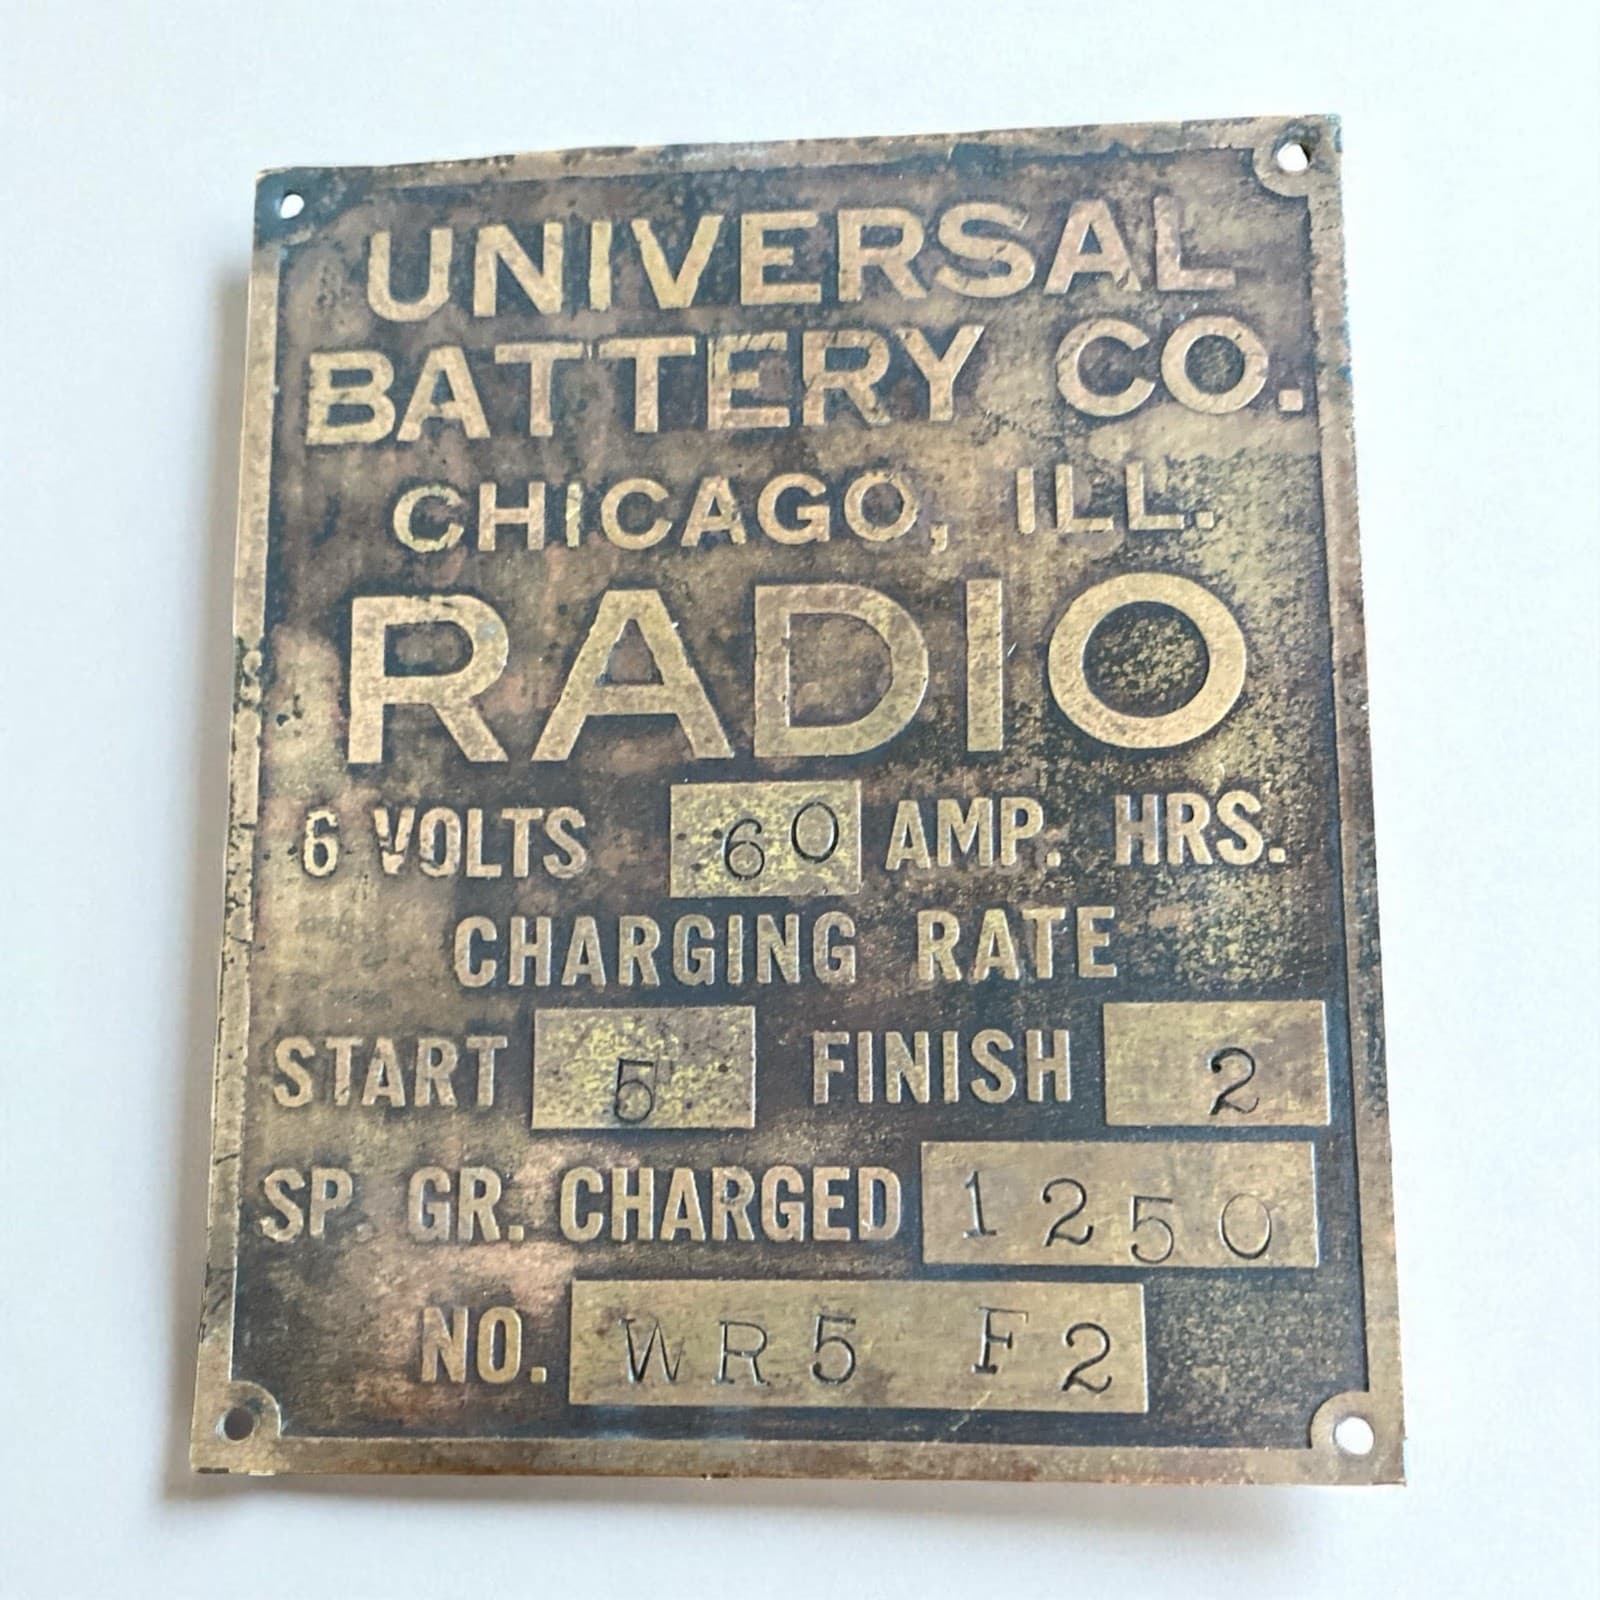 UNIVERSAL
BATTERY CO.
CHICAGO, ILL.
RADIO
6 VOLTS 60 AMP. HRS.
CHARGING RATE
START 5 FINISH 2
SP. GR. CHARGED 1250
NO. WR5 F2